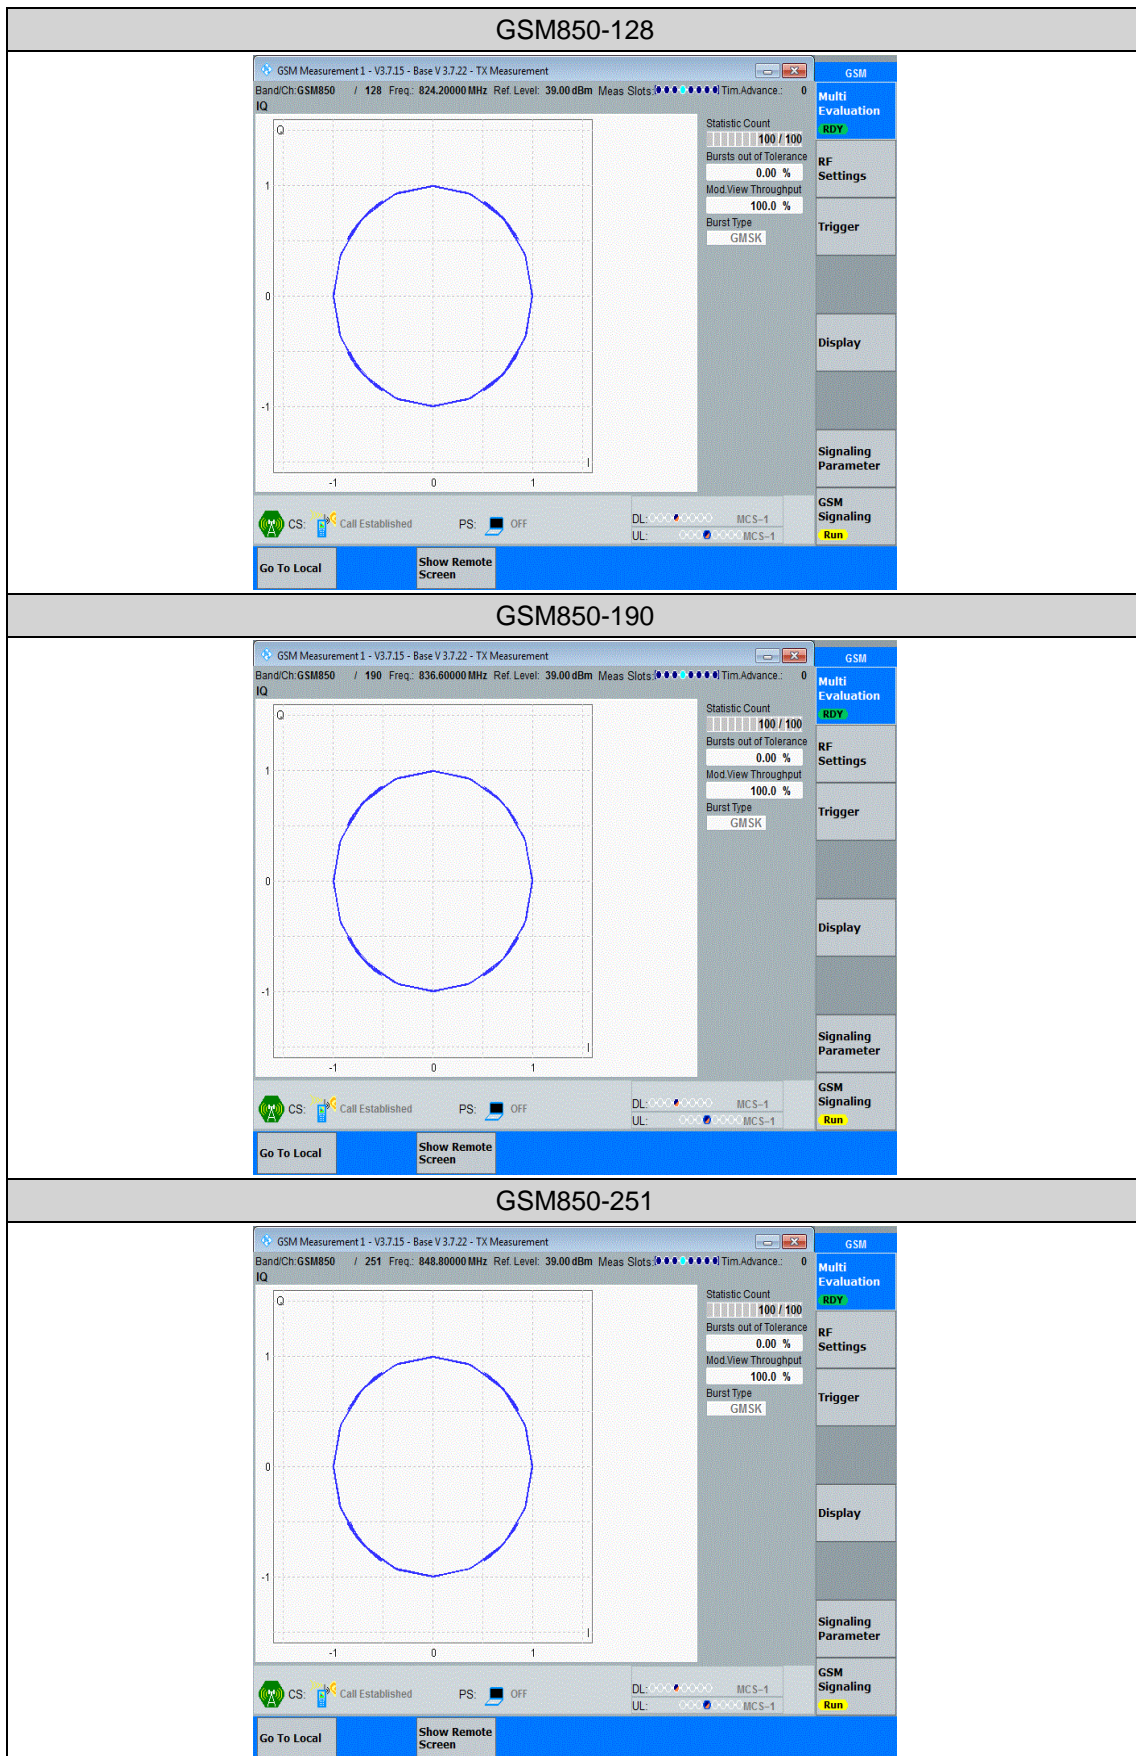 GSM850-128
GSM Measurement 1 - V3.7.15 - Base V 3.7.22 - TX Measurement
GSM
Band/Ch: GSM850 / 128 Freq.: 824.20000 MHz Ref. Level: 39.00 dBm Meas Slots: Tim.Advance.: 0
IQ
Multi
Evaluation
RDY
Q
Statistic Count
100 / 100
Bursts out of Tolerance
0.00 %
Mod.View Throughput
100.0 %
Burst Type
GMSK
RF
Settings
Trigger
1
0
-1
I
-1 0 1
Display
Signaling
Parameter
GSM
Signaling
Run
CS: Call Established PS: OFF
DL: MCS-1
UL: MCS-1
Go To Local
Show Remote
Screen
GSM850-190
GSM Measurement 1 - V3.7.15 - Base V 3.7.22 - TX Measurement
GSM
Band/Ch: GSM850 / 190 Freq.: 836.60000 MHz Ref. Level: 39.00 dBm Meas Slots: Tim.Advance.: 0
IQ
Multi
Evaluation
RDY
Q
Statistic Count
100 / 100
Bursts out of Tolerance
0.00 %
Mod.View Throughput
100.0 %
Burst Type
GMSK
RF
Settings
Trigger
1
0
-1
I
-1 0 1
Display
Signaling
Parameter
GSM
Signaling
Run
CS: Call Established PS: OFF
DL: MCS-1
UL: MCS-1
Go To Local
Show Remote
Screen
GSM850-251
GSM Measurement 1 - V3.7.15 - Base V 3.7.22 - TX Measurement
GSM
Band/Ch: GSM850 / 251 Freq.: 848.80000 MHz Ref. Level: 39.00 dBm Meas Slots: Tim.Advance.: 0
IQ
Multi
Evaluation
RDY
Q
Statistic Count
100 / 100
Bursts out of Tolerance
0.00 %
Mod.View Throughput
100.0 %
Burst Type
GMSK
RF
Settings
Trigger
1
0
-1
I
-1 0 1
Display
Signaling
Parameter
GSM
Signaling
Run
CS: Call Established PS: OFF
DL: MCS-1
UL: MCS-1
Go To Local
Show Remote
Screen